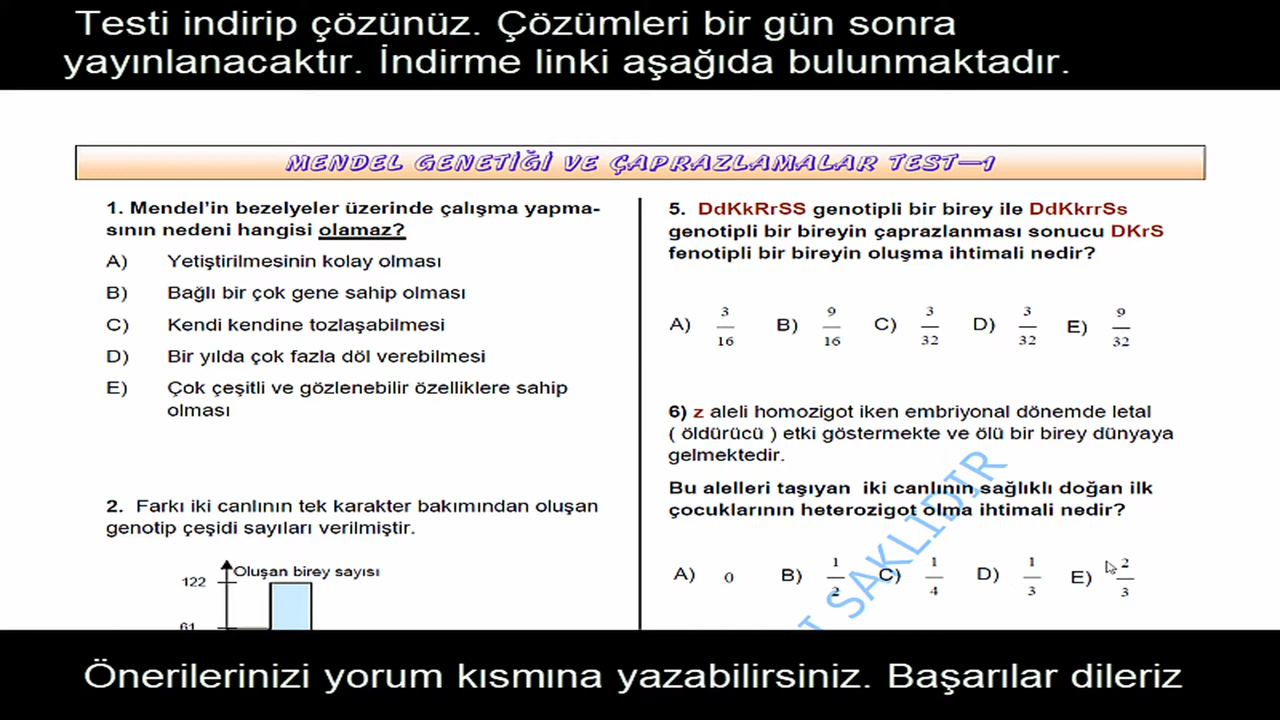 Testi indirip çözünüz. Çözümleri bir gün sonra
yayınlanacaktır. İndirme linki aşağıda bulunmaktadır.
MENDEL GENETİĞİ VE ÇAPRAZLAMALAR TEST-1
1. Mendel'in bezelyeler üzerinde çalışma yapma-
sının nedeni hangisi olamaz?
A) Yetiştirilmesinin kolay olması
B) Bağlı bir çok gene sahip olması
C) Kendi kendine tozlaşabilmesi
D) Bir yılda çok fazla döl verebilmesi
E) Çok çeşitli ve gözlenebilir özelliklere sahip
olması
2. Farkı iki canlının tek karakter bakımından oluşan
genotip çeşidi sayıları verilmiştir.
Oluşan birey sayısı
122
61
5. DdKkRrSS genotipli bir birey ile DdKkrrSs
genotipli bir bireyin çaprazlanması sonucu DKrS
fenotipli bir bireyin oluşma ihtimali nedir?
A) 3/16 B) 9/16 C) 3/32 D) 3/32 E) 9/32
6) z aleli homozigot iken embriyonal dönemde letal
( öldürücü ) etki göstermekte ve ölü bir birey dünyaya
gelmektedir.
Bu alelleri taşıyan iki canlının sağlıklı doğan ilk
çocuklarının heterozigot olma ihtimali nedir?
A) 0 B) 1/2 C) 1/4 D) 1/3 E) 2/3
SAKLIDIR
Önerilerinizi yorum kısmına yazabilirsiniz. Başarılar dileriz